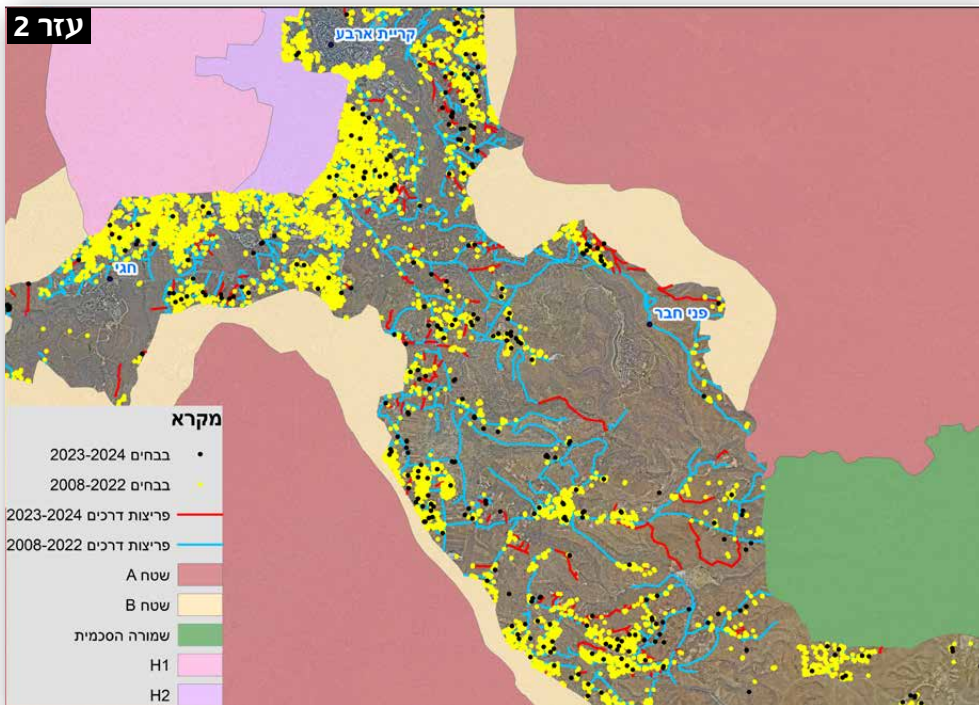 עזר 2
קריית ארבע
חגי
פני חבר
מקרא
בבחים 2023-2024
בבחים 2008-2022
פריצות דרכים 2023-2024
פריצות דרכים 2008-2022
שטח A
שטח B
שמורה הסכמית
H1
H2